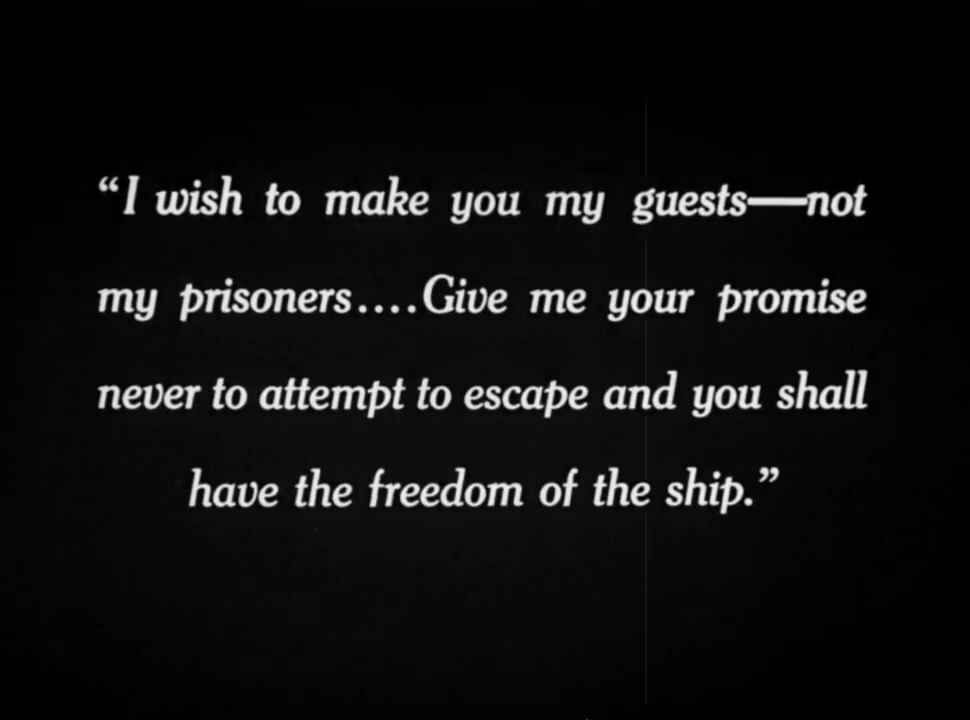 “I wish to make you my guests—not
my prisoners....Give me your promise
never to attempt to escape and you shall
have the freedom of the ship.”